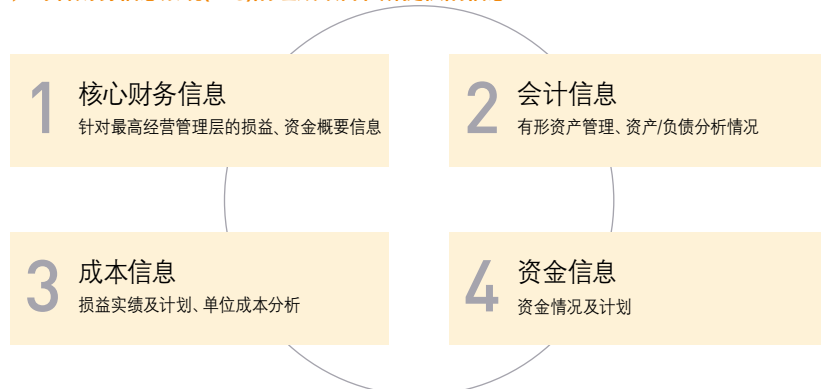 1
核心财务信息
针对最高经营管理层的损益、资金概要信息
2
会计信息
有形资产管理、资产/负债分析情况
3
成本信息
损益实绩及计划、单位成本分析
4
资金信息
资金情况及计划